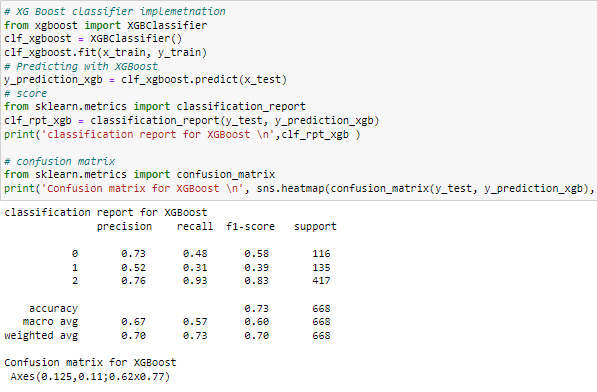 # XG Boost classifier implemetnation
from xgboost import XGBClassifier
clf_xgboost = XGBClassifier()
clf_xgboost.fit(x_train, y_train)
# Predicting with XGBoost
y_prediction_xgb = clf_xgboost.predict(x_test)
# score
from sklearn.metrics import classification_report
clf_rpt_xgb = classification_report(y_test, y_prediction_xgb)
print('classification report for XGBoost \n',clf_rpt_xgb )
# confusion matrix
from sklearn.metrics import confusion_matrix
print('Confusion matrix for XGBoost \n', sns.heatmap(confusion_matrix(y_test, y_prediction_xgb),
classification report for XGBoost
precision recall f1-score support
0 0.73 0.48 0.58 116
1 0.52 0.31 0.39 135
2 0.76 0.93 0.83 417
accuracy 0.73 668
macro avg 0.67 0.57 0.60 668
weighted avg 0.70 0.73 0.70 668
Confusion matrix for XGBoost
Axes(0.125,0.11;0.62x0.77)